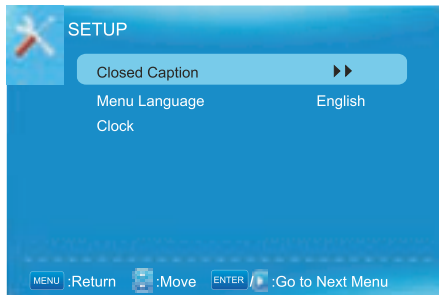 SETUP
Closed Caption
Menu Language English
Clock
MENU :Return :Move ENTER / :Go to Next Menu